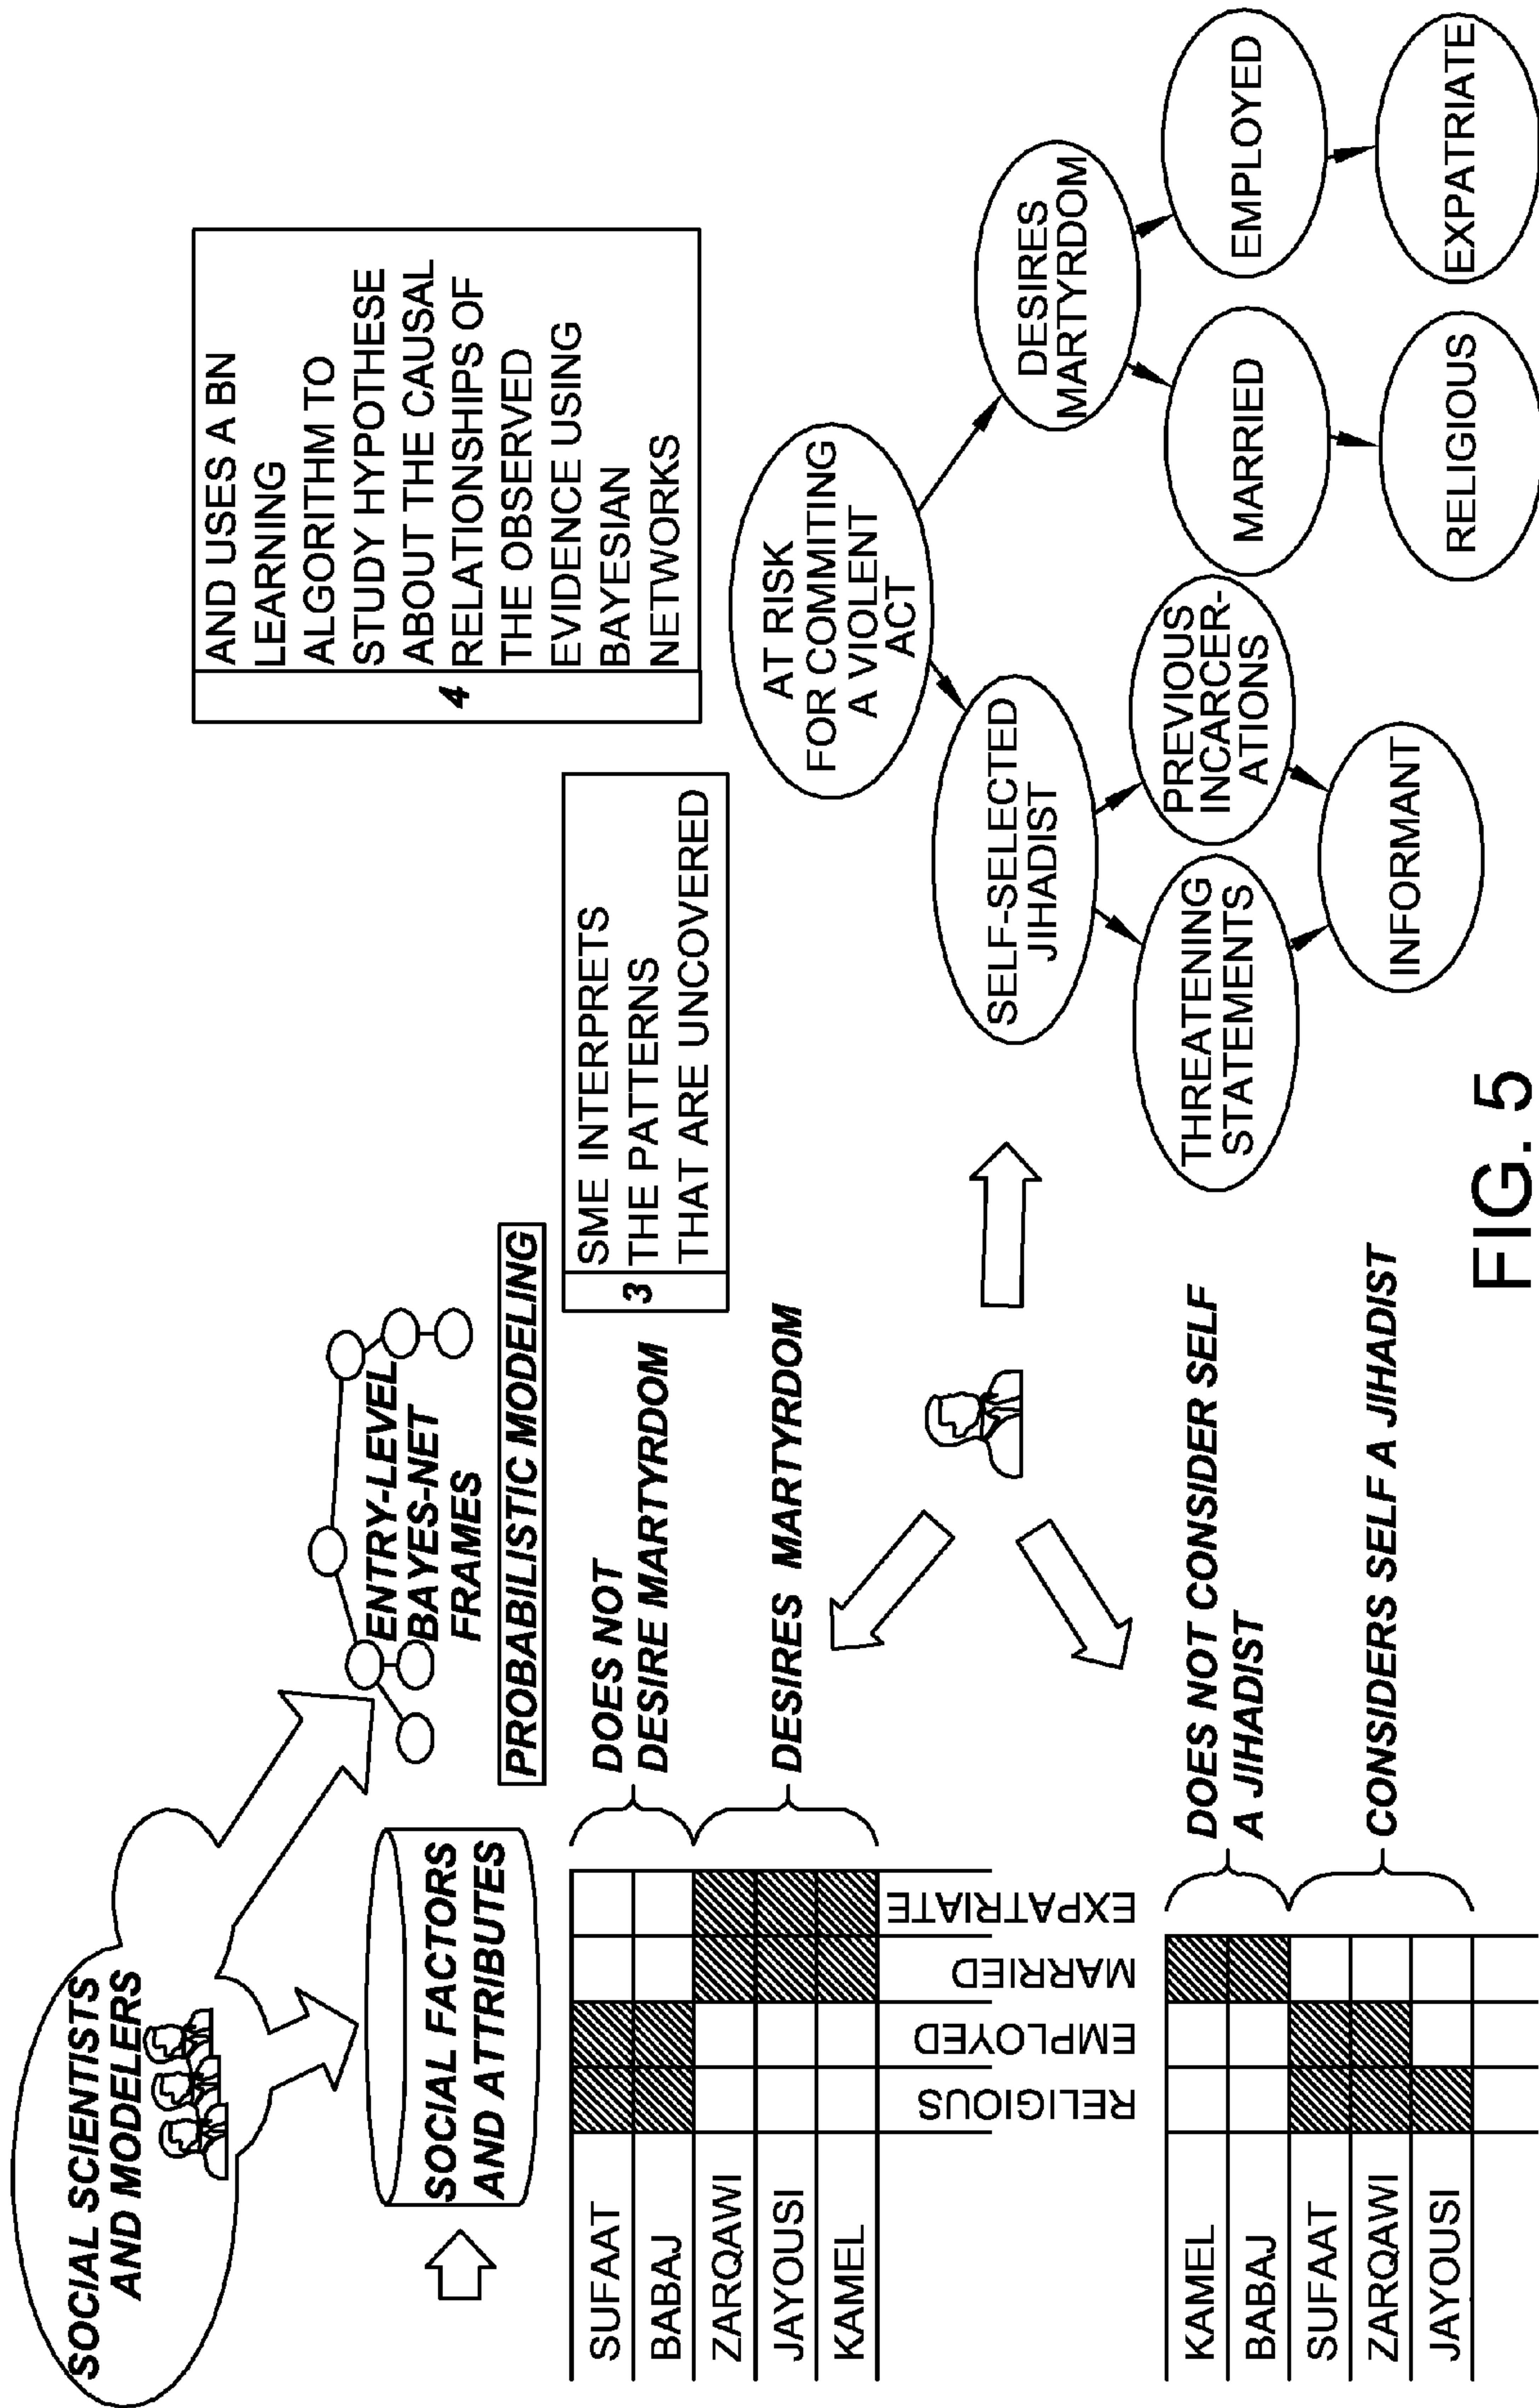 SOCIAL SCIENTISTS
AND MODELERS
ENTRY-LEVEL
BAYES-NET
FRAMES
PROBABILISTIC MODELING
SOCIAL FACTORS
AND ATTRIBUTES
3
SME INTERPRETS
THE PATTERNS
THAT ARE UNCOVERED
4
AND USES A BN
LEARNING
ALGORITHM TO
STUDY HYPOTHESE
ABOUT THE CAUSAL
RELATIONSHIPS OF
THE OBSERVED
EVIDENCE USING
BAYESIAN
NETWORKS
SUFAAT
BABAJ
ZARQAWI
JAYOUSI
KAMEL
RELIGIOUS
EMPLOYED
MARRIED
EXPATRIATE
DOES NOT
DESIRE MARTYRDOM
DESIRES MARTYRDOM
KAMEL
BABAJ
SUFAAT
ZARQAWI
JAYOUSI
DOES NOT CONSIDER SELF
A JIHADIST
CONSIDERS SELF A JIHADIST
AT RISK
FOR COMMITING
A VIOLENT
ACT
SELF-SELECTED
JIHADIST
DESIRES
MARTYRDOM
THREATENING
STATEMENTS
PREVIOUS
INCARCER-
ATIONS
MARRIED
EMPLOYED
INFORMANT
RELIGIOUS
EXPATRIATE
FIG. 5